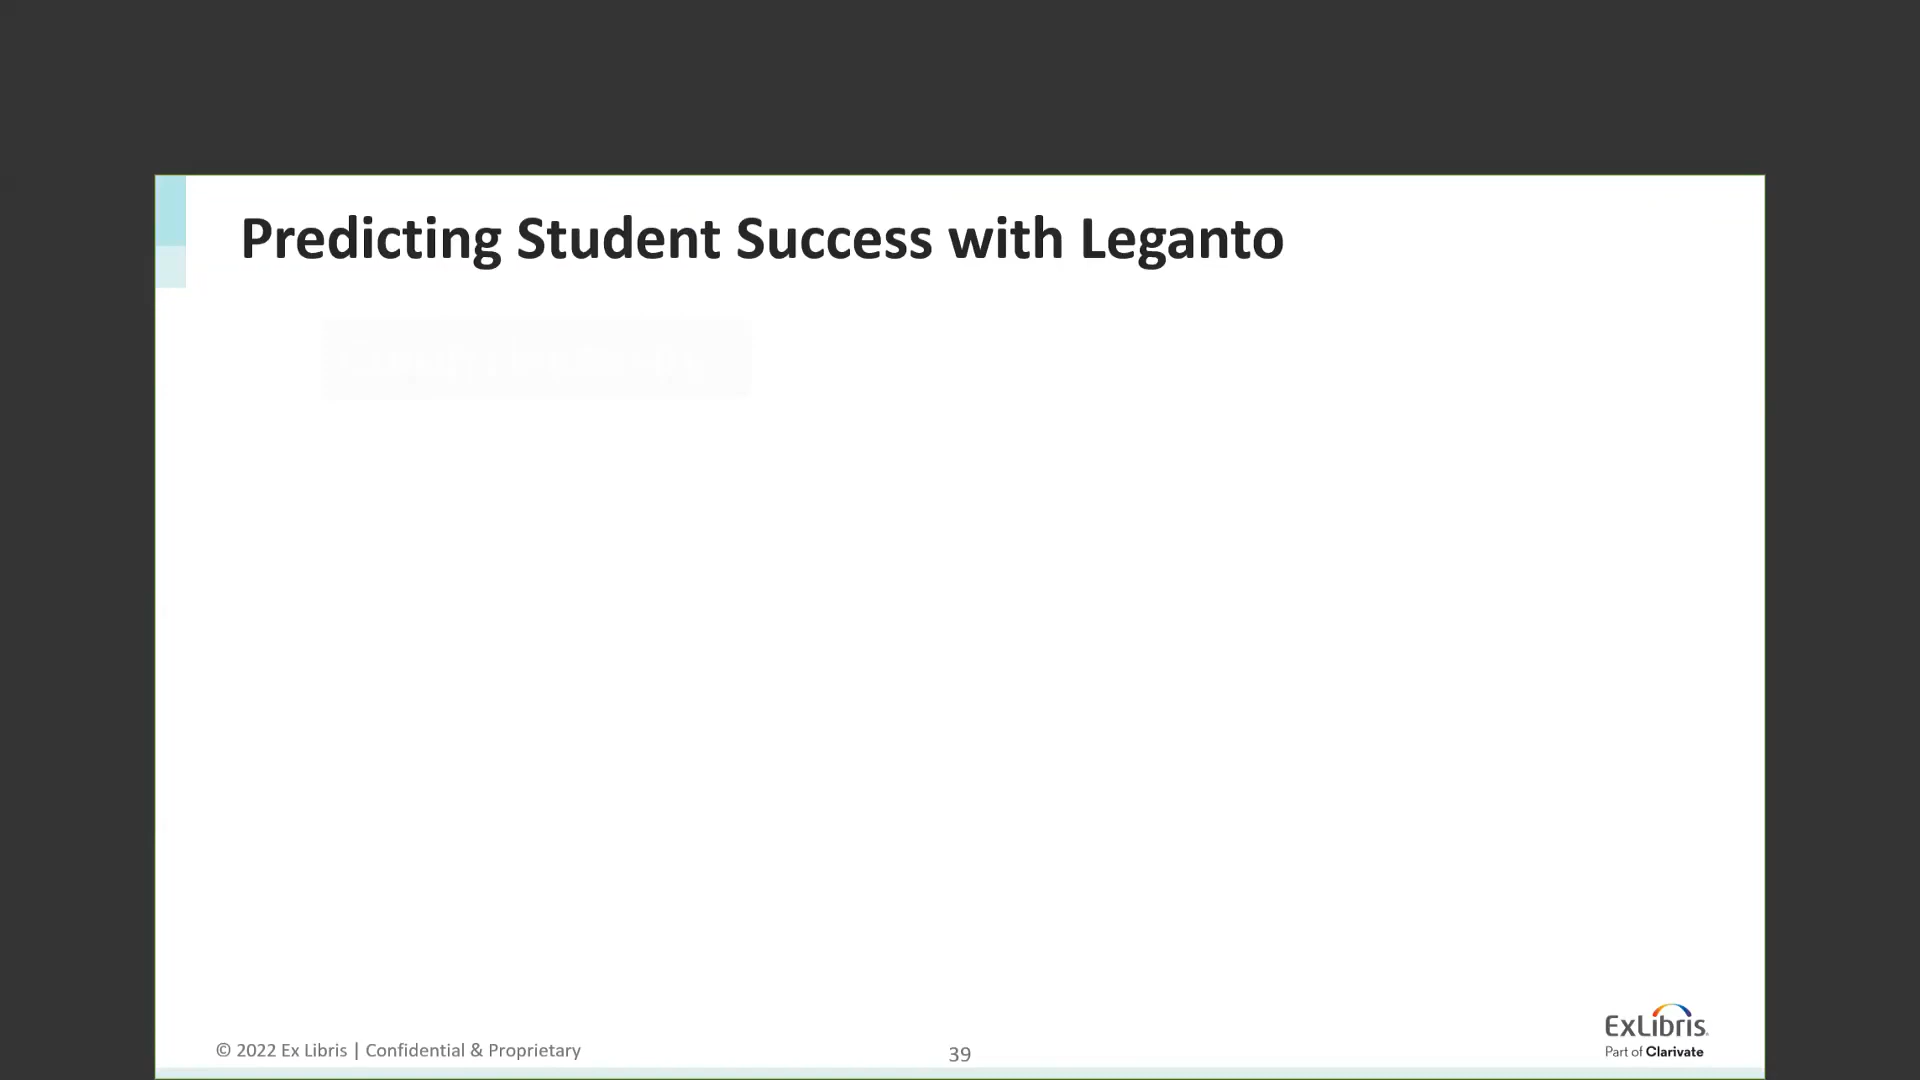 Predicting Student Success with Leganto
© 2022 Ex Libris | Confidential & Proprietary
39
ExLibris
Part of Clarivate